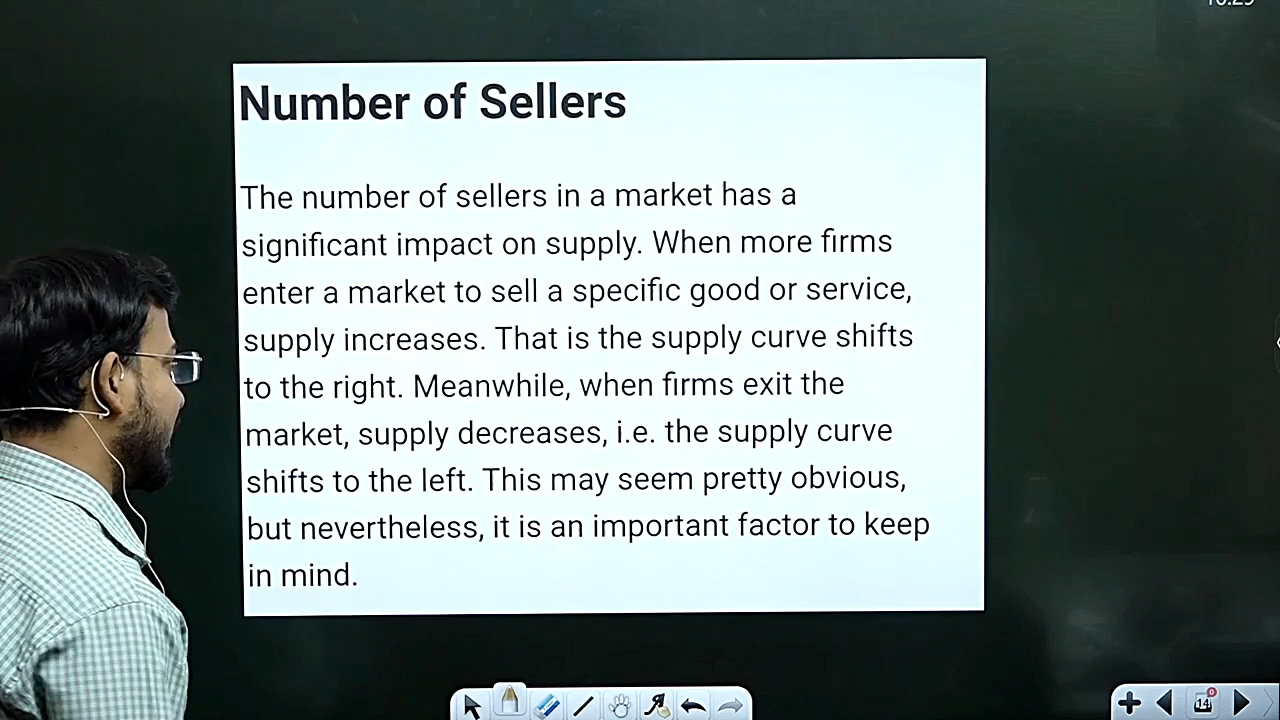 Number of Sellers
The number of sellers in a market has a
significant impact on supply. When more firms
enter a market to sell a specific good or service,
supply increases. That is the supply curve shifts
to the right. Meanwhile, when firms exit the
market, supply decreases, i.e. the supply curve
shifts to the left. This may seem pretty obvious,
but nevertheless, it is an important factor to keep
in mind.
14